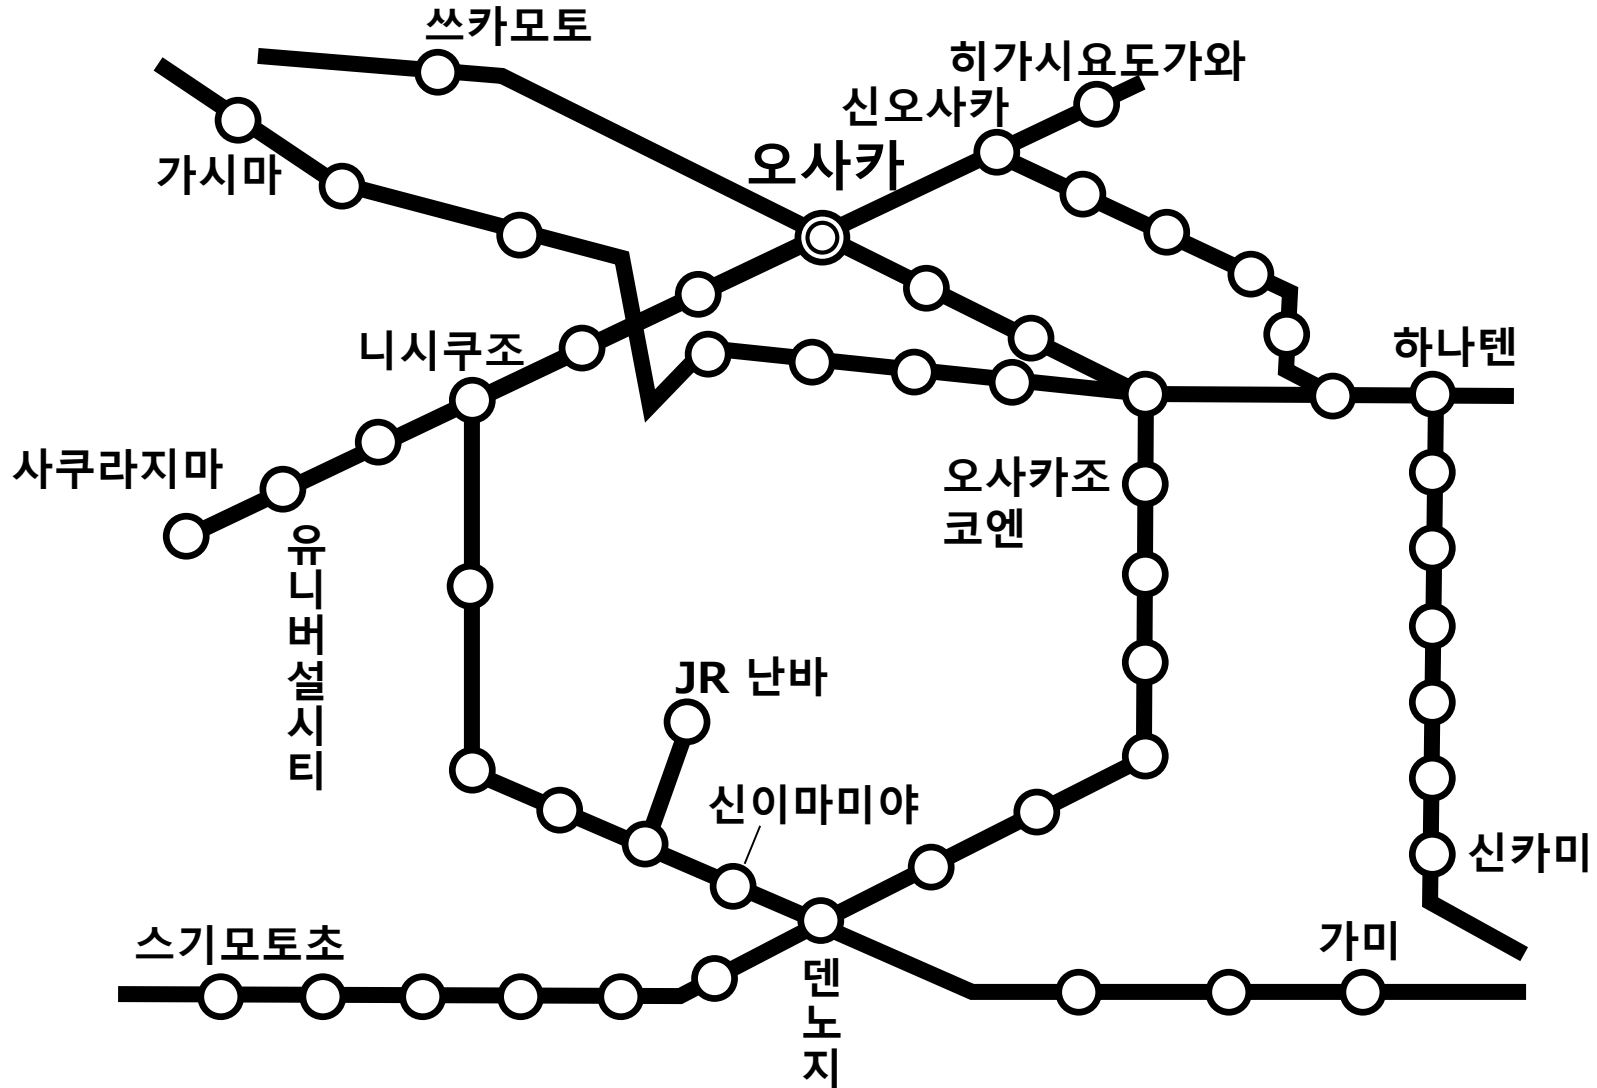 쓰카모토
히가시요도가와
신오사카
오사카
가시마
니시쿠조
하나텐
사쿠라지마
오사카조
코엔
유
니
버
설
시
티
JR 난바
신이마미야
신카미
스기모토초
가미
덴
노
지